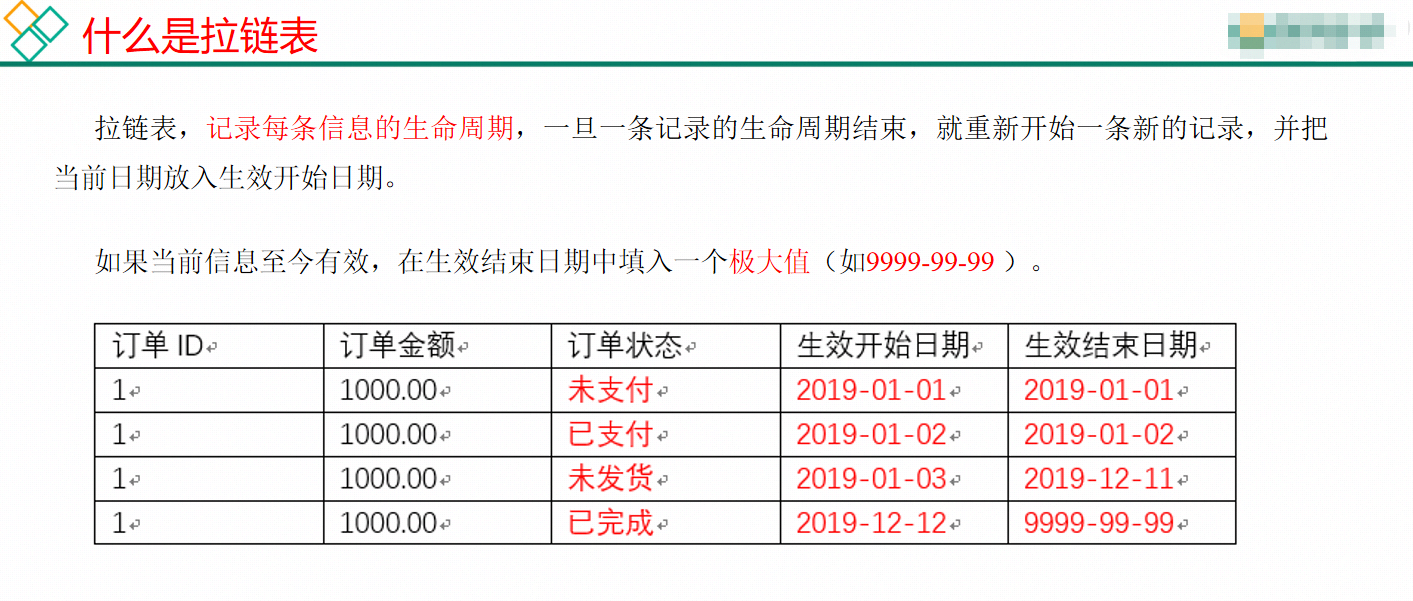 什么是拉链表
拉链表，记录每条信息的生命周期，一旦一条记录的生命周期结束，就重新开始一条新的记录，并把
当前日期放入生效开始日期。
如果当前信息至今有效，在生效结束日期中填入一个极大值（如9999-99-99 ）。
订单 ID 订单金额 订单状态 生效开始日期 生效结束日期
1 1000.00 未支付 2019-01-01 2019-01-01
1 1000.00 已支付 2019-01-02 2019-01-02
1 1000.00 未发货 2019-01-03 2019-12-11
1 1000.00 已完成 2019-12-12 9999-99-99